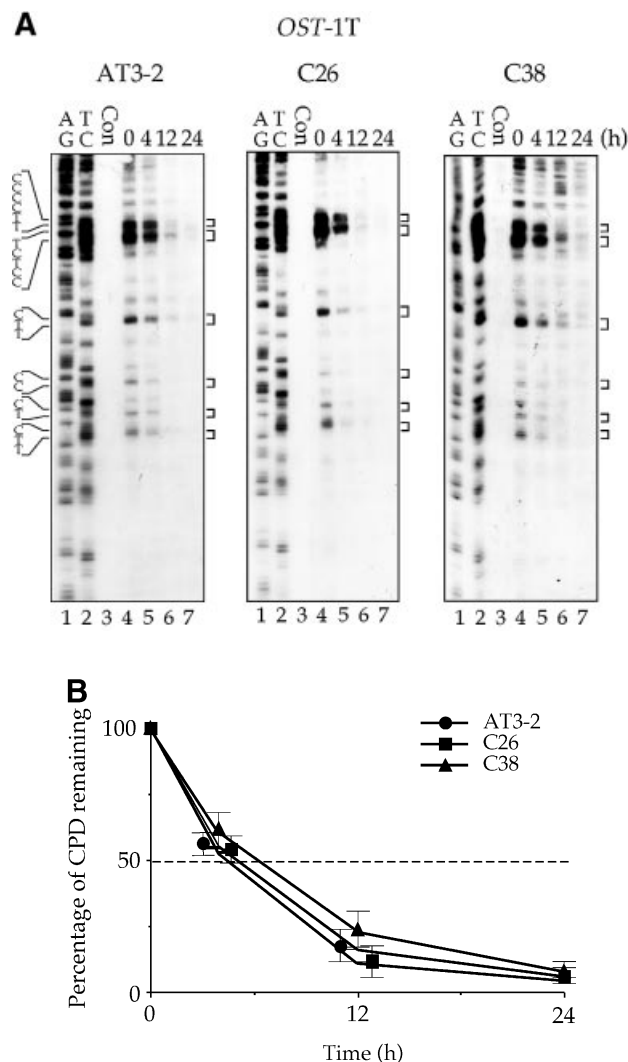 A
OST-1T
AT3-2 C26 C38
A T Con 0 4 12 24 A T Con 0 4 12 24 A T Con 0 4 12 24 (h)
G C G C G C
1 2 3 4 5 6 7 1 2 3 4 5 6 7 1 2 3 4 5 6 7
B
Percentage of CPD remaining
100
50
0
AT3-2
C26
C38
0 12 24
Time (h)